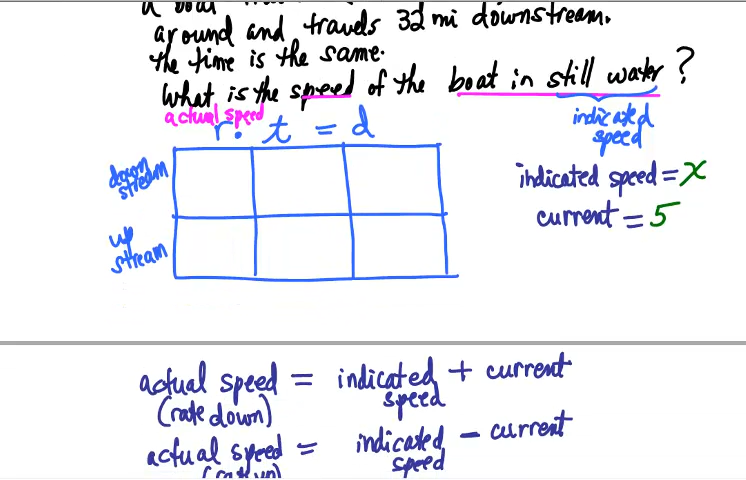 a boat
around and travels 32 mi downstream.
the time is the same.
What is the speed of the boat in still water?
actual speed
indicated
speed
r · t = d
down
stream
indicated speed = x
current = 5
up
stream
actual speed = indicated + current
speed
(rate down)
actual speed = indicated - current
speed